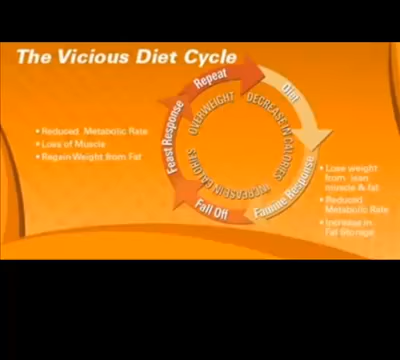 The Vicious Diet Cycle
Repeat
Diet
Famine Response
Fall Off
Feast Response
OVERWEIGHT
DECREASE IN CALORIES
INCREASE IN CALORIES
• Reduced Metabolic Rate
• Loss of Muscle
• Regain Weight from Fat
• Lose weight
from lean
muscle & fat
• Reduced
Metabolic Rate
• Increase in
Fat Storage